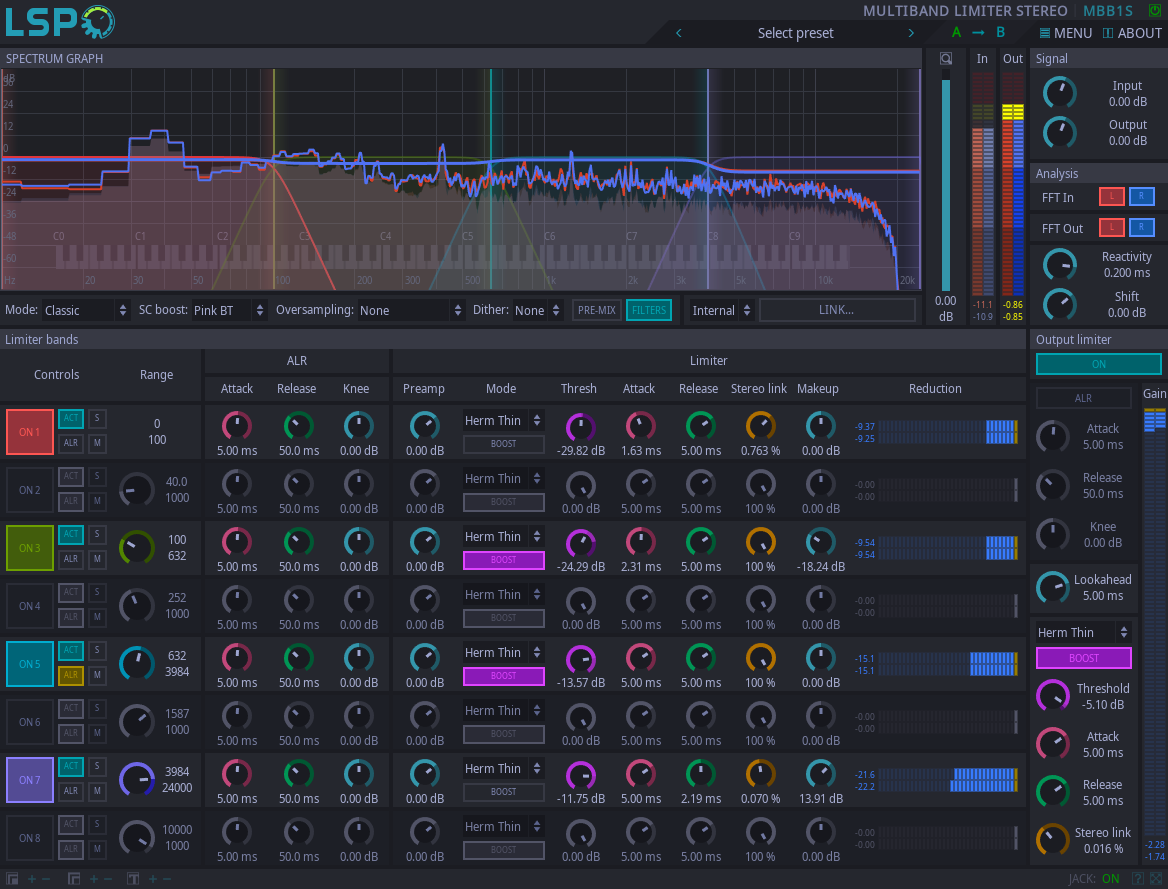 LSP
MULTIBAND LIMITER STEREO MBB1S
Select preset
A B
MENU ABOUT
SPECTRUM GRAPH
In Out
Signal
Input
0.00 dB
Output
0.00 dB
Analysis
FFT In L R
FFT Out L R
Reactivity
0.200 ms
Shift
0.00 dB
dB
36
24
12
0
-12
-24
-36
-48
-60
C0 C1 C2 C3 C4 C5 C6 C7 C8 C9
Hz 20 30 50 100 200 300 500 1k 2k 3k 5k 10k 20k
0.00
dB
-11.1
-10.9
-0.86
-0.85
Mode: Classic SC boost: Pink BT Oversampling: None Dither: None PRE-MIX FILTERS Internal LINK...
Limiter bands
Controls Range
ALR
Attack Release Knee
Limiter
Preamp Mode Thresh Attack Release Stereo link Makeup Reduction
ON 1 ACT S ALR M 0 100
5.00 ms 50.0 ms 0.00 dB 0.00 dB Herm Thin BOOST -29.82 dB 1.63 ms 5.00 ms 0.763 % 0.00 dB -9.37 -9.25
ON 2 ACT S ALR M 40.0 1000
5.00 ms 50.0 ms 0.00 dB 0.00 dB Herm Thin BOOST 0.00 dB 5.00 ms 5.00 ms 100 % 0.00 dB -0.00 -0.00
ON 3 ACT S ALR M 100 632
5.00 ms 50.0 ms 0.00 dB 0.00 dB Herm Thin BOOST -24.29 dB 2.31 ms 5.00 ms 100 % -18.24 dB -9.54 -9.54
ON 4 ACT S ALR M 252 1000
5.00 ms 50.0 ms 0.00 dB 0.00 dB Herm Thin BOOST 0.00 dB 5.00 ms 5.00 ms 100 % 0.00 dB -0.00 -0.00
ON 5 ACT S ALR M 632 3984
5.00 ms 50.0 ms 0.00 dB 0.00 dB Herm Thin BOOST -13.57 dB 5.00 ms 5.00 ms 100 % 0.00 dB -15.1 -15.1
ON 6 ACT S ALR M 1587 1000
5.00 ms 50.0 ms 0.00 dB 0.00 dB Herm Thin BOOST 0.00 dB 5.00 ms 5.00 ms 100 % 0.00 dB -0.00 -0.00
ON 7 ACT S ALR M 3984 24000
5.00 ms 50.0 ms 0.00 dB 0.00 dB Herm Thin BOOST -11.75 dB 5.00 ms 2.19 ms 0.070 % 13.91 dB -21.6 -22.2
ON 8 ACT S ALR M 10000 1000
5.00 ms 50.0 ms 0.00 dB 0.00 dB Herm Thin BOOST 0.00 dB 5.00 ms 5.00 ms 100 % 0.00 dB -0.00 -0.00
Output limiter
ON
ALR
Gain
Attack
5.00 ms
Release
50.0 ms
Knee
0.00 dB
Lookahead
5.00 ms
Herm Thin
BOOST
Threshold
-5.10 dB
Attack
5.00 ms
Release
5.00 ms
Stereo link
0.016 %
-2.28
-1.74
JACK: ON ?